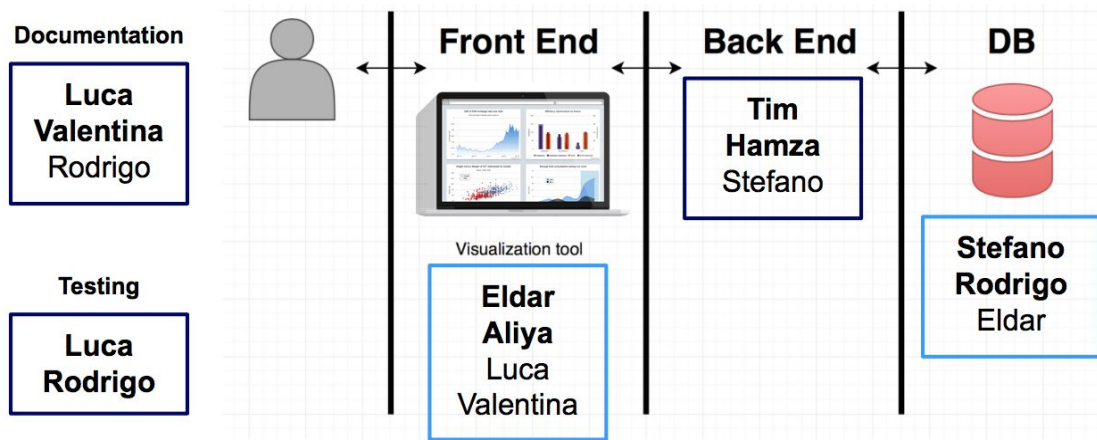 Documentation
Luca
Valentina
Rodrigo
Testing
Luca
Rodrigo
Front End
Visualization tool
Eldar
Aliya
Luca
Valentina
Back End
Tim
Hamza
Stefano
DB
Stefano
Rodrigo
Eldar